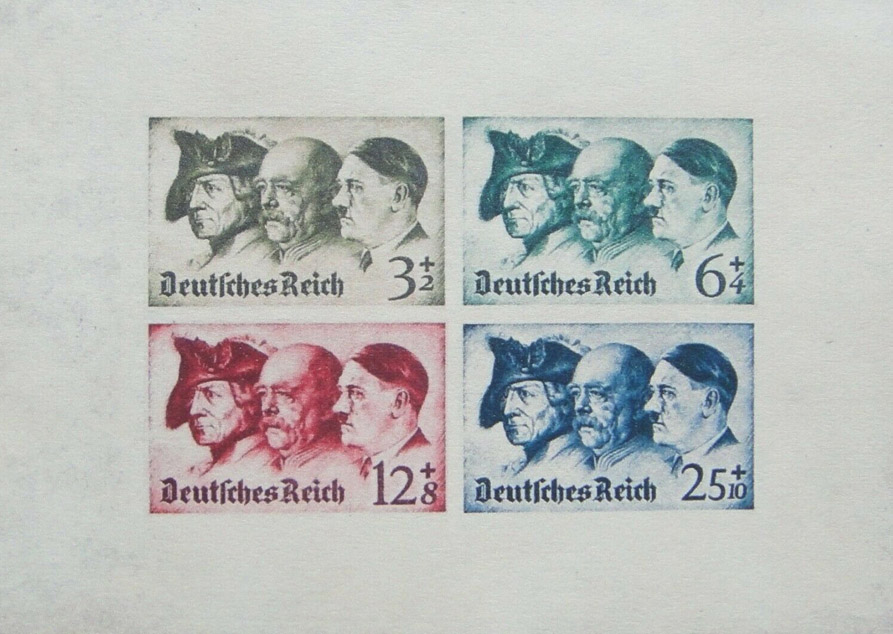 Deutsches Reich 3+2
Deutsches Reich 6+4
Deutsches Reich 12+8
Deutsches Reich 25+10